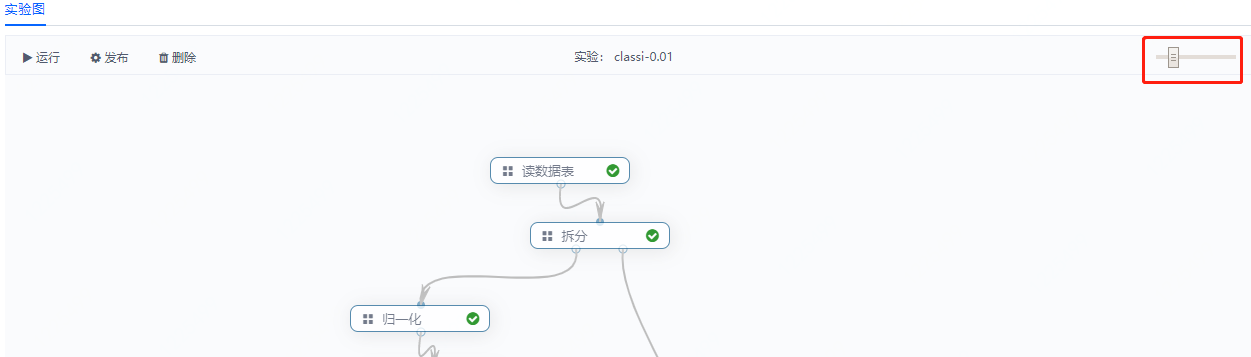 实验图
运行 发布 删除 实验： classi-0.01
读数据表
拆分
归一化